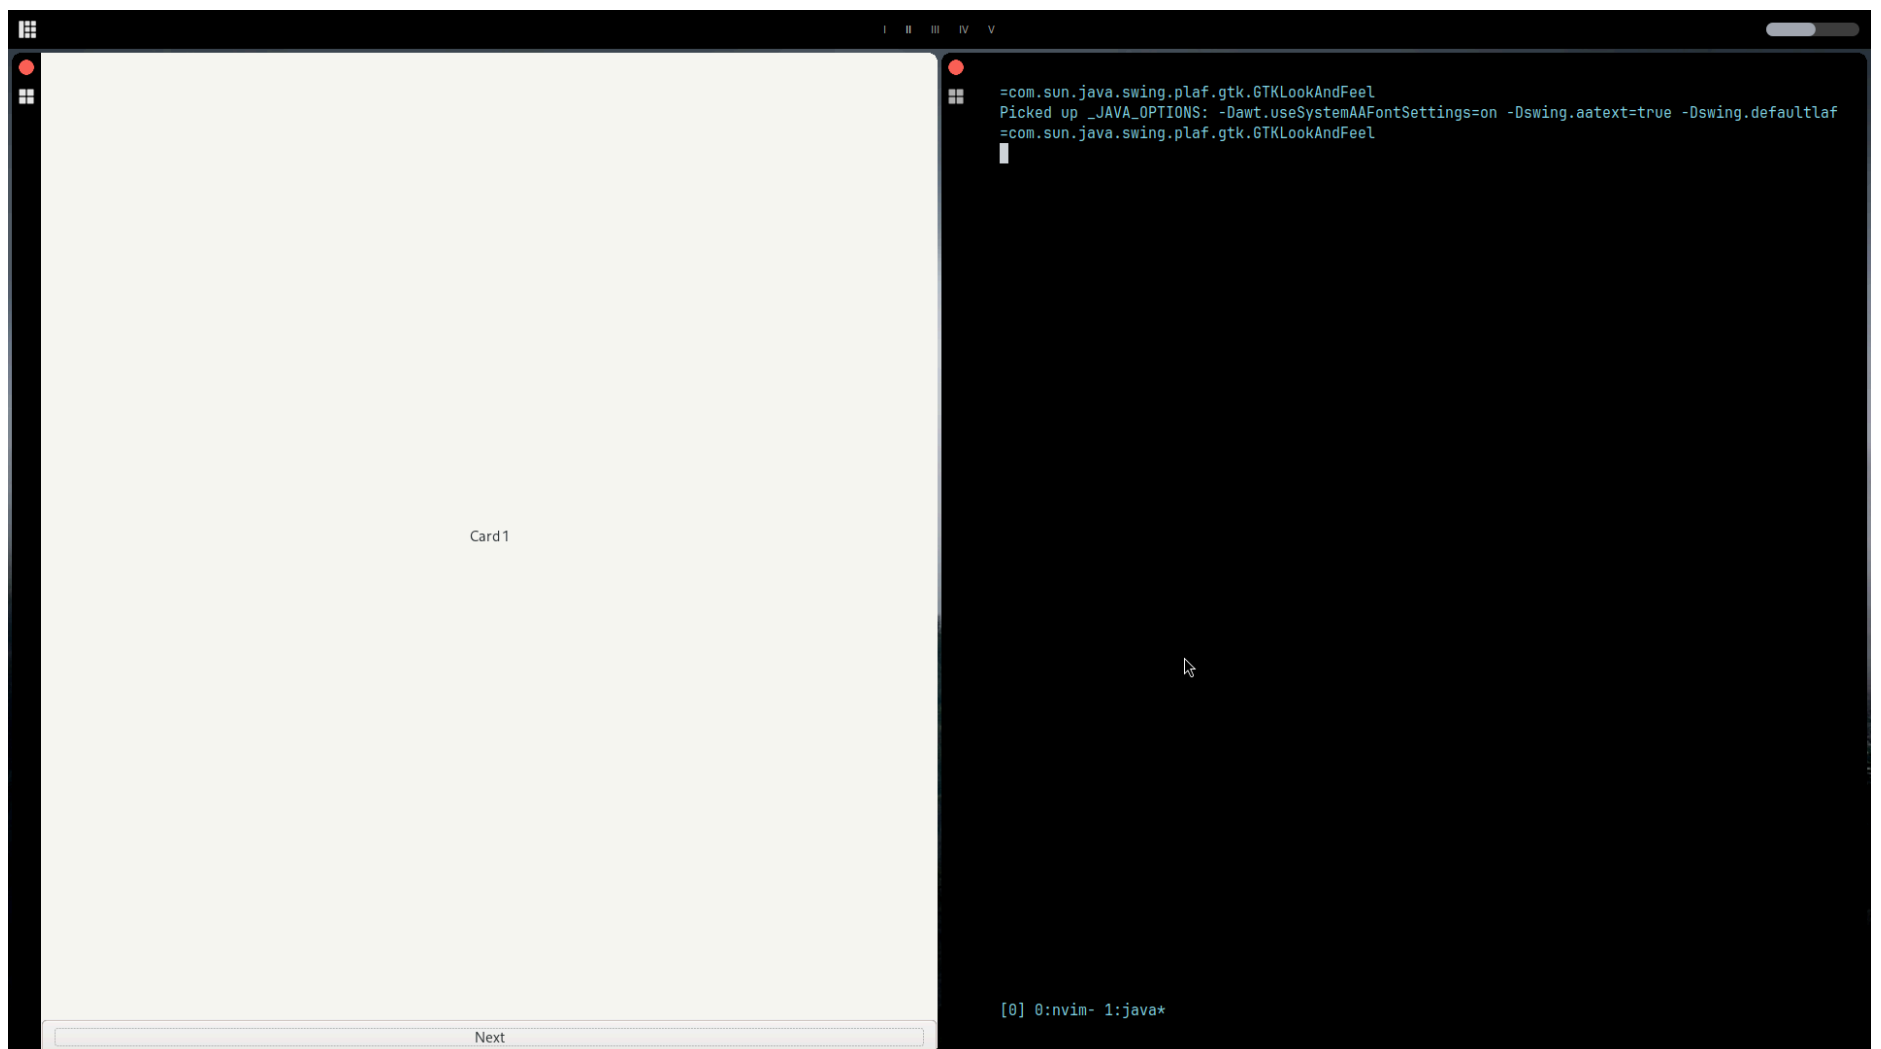 I II III IV V
Card 1
Next
=com.sun.java.swing.plaf.gtk.GTKLookAndFeel
Picked up _JAVA_OPTIONS: -Dawt.useSystemAAFontSettings=on -Dswing.aatext=true -Dswing.defaultlaf
=com.sun.java.swing.plaf.gtk.GTKLookAndFeel
[0] 0:nvim- 1:java*